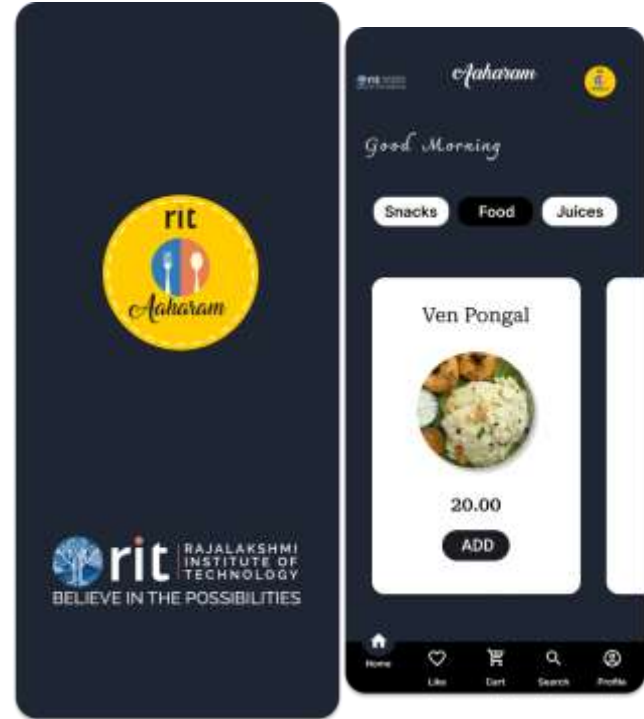 rit
Aaharam
rit RAJALAKSHMI
INSTITUTE OF
TECHNOLOGY
BELIEVE IN THE POSSIBILITIES
rit
Aaharam
Good Morning
Snacks Food Juices
Ven Pongal
20.00
ADD
Home Like Cart Search Profile